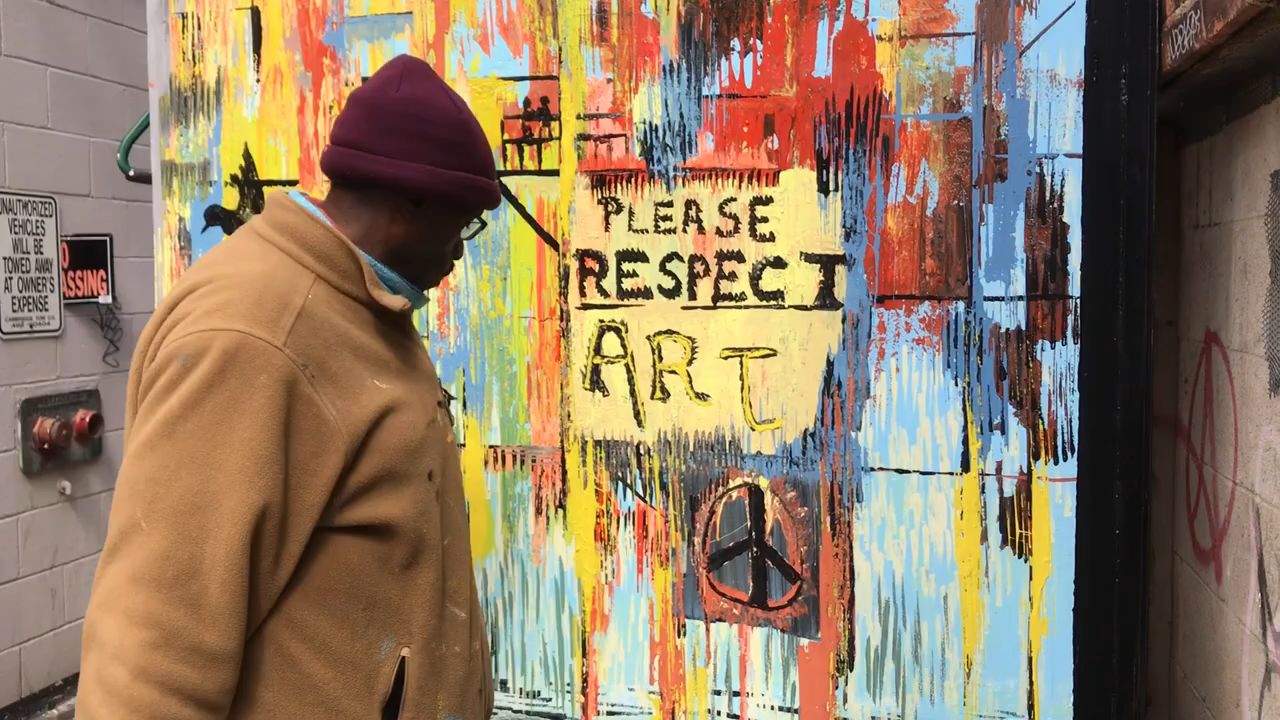 UNAUTHORIZED
VEHICLES
WILL BE
TOWED AWAY
AT OWNER'S
EXPENSE
ASSING
PLEASE
RESPECT
ART